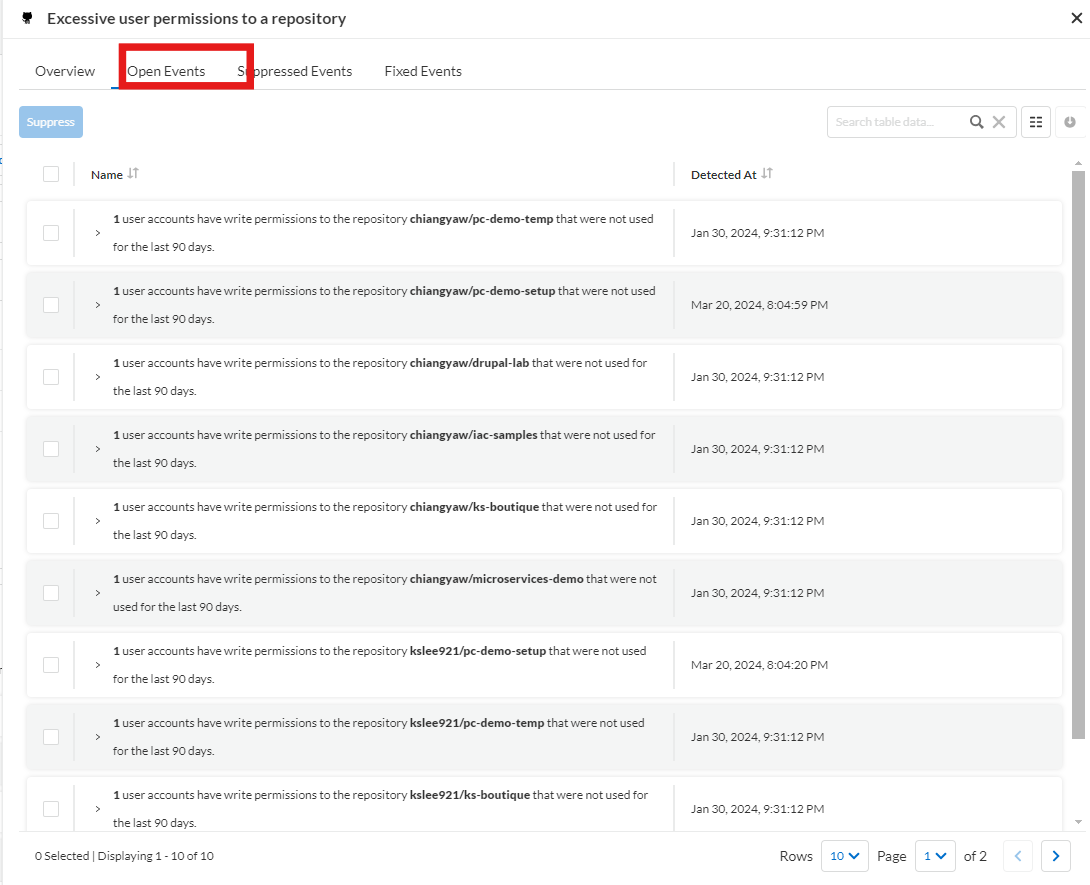 Excessive user permissions to a repository
Overview
Open Events
Suppressed Events
Fixed Events
Suppress
Search table data...
Name
Detected At
1 user accounts have write permissions to the repository chiangyaw/pc-demo-temp that were not used
for the last 90 days.
Jan 30, 2024, 9:31:12 PM
1 user accounts have write permissions to the repository chiangyaw/pc-demo-setup that were not used
for the last 90 days.
Mar 20, 2024, 8:04:59 PM
1 user accounts have write permissions to the repository chiangyaw/drupal-lab that were not used for
the last 90 days.
Jan 30, 2024, 9:31:12 PM
1 user accounts have write permissions to the repository chiangyaw/iac-samples that were not used for
the last 90 days.
Jan 30, 2024, 9:31:12 PM
1 user accounts have write permissions to the repository chiangyaw/ks-boutique that were not used for
the last 90 days.
Jan 30, 2024, 9:31:12 PM
1 user accounts have write permissions to the repository chiangyaw/microservices-demo that were not
used for the last 90 days.
Jan 30, 2024, 9:31:12 PM
1 user accounts have write permissions to the repository kslee921/pc-demo-setup that were not used
for the last 90 days.
Mar 20, 2024, 8:04:20 PM
1 user accounts have write permissions to the repository kslee921/pc-demo-temp that were not used
for the last 90 days.
Jan 30, 2024, 9:31:12 PM
1 user accounts have write permissions to the repository kslee921/ks-boutique that were not used for
the last 90 days.
Jan 30, 2024, 9:31:12 PM
0 Selected | Displaying 1 - 10 of 10
Rows 10 Page 1 of 2